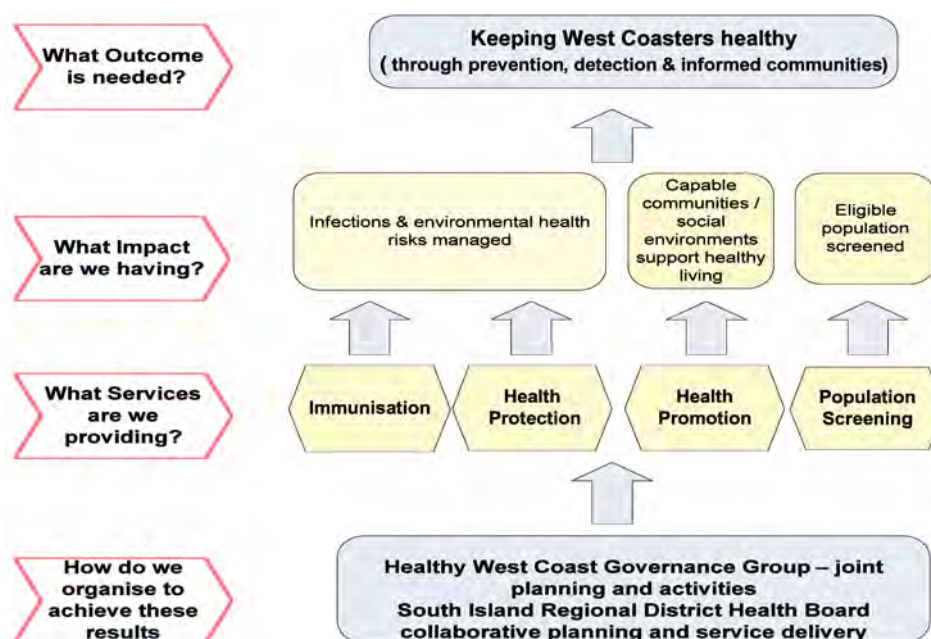 What Outcome
is needed?
Keeping West Coasters healthy
( through prevention, detection & informed communities)
What Impact
are we having?
Infections & environmental health
risks managed
Capable
communities /
social
environments
support healthy
living
Eligible
population
screened
What Services
are we
providing?
Immunisation
Health
Protection
Health
Promotion
Population
Screening
How do we
organise to
achieve these
results
Healthy West Coast Governance Group – joint
planning and activities
South Island Regional District Health Board
collaborative planning and service delivery